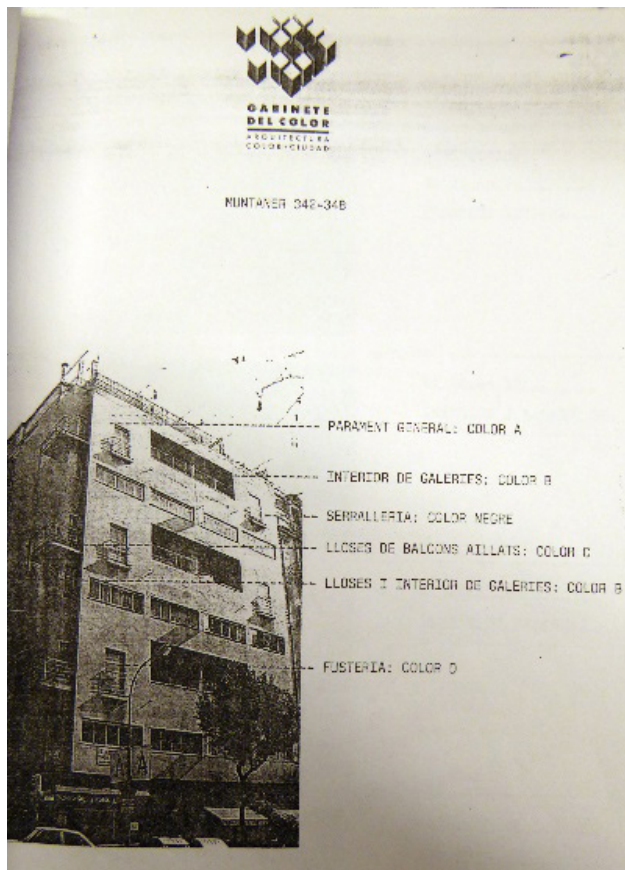 GABINETE
DEL COLOR
ARQUITECTURA
COLOR·CIUDAD
MUNTANER 342-348
PARAMENT GENERAL: COLOR A
INTERIOR DE GALERIES: COLOR B
SERRALLERIA: COLOR NEGRE
LLOSES DE BALCONS AILLATS: COLOR C
LLOSES I INTERIOR DE GALERIES: COLOR B
FUSTERIA: COLOR D